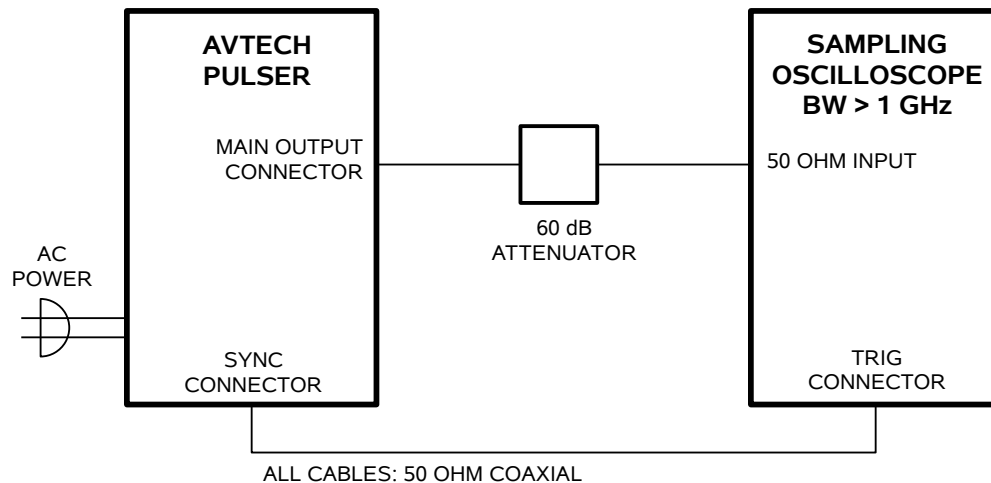 AVTECH
PULSER
MAIN OUTPUT
CONNECTOR
AC
POWER
SYNC
CONNECTOR
60 dB
ATTENUATOR
SAMPLING
OSCILLOSCOPE
BW > 1 GHz
50 OHM INPUT
TRIG
CONNECTOR
ALL CABLES: 50 OHM COAXIAL